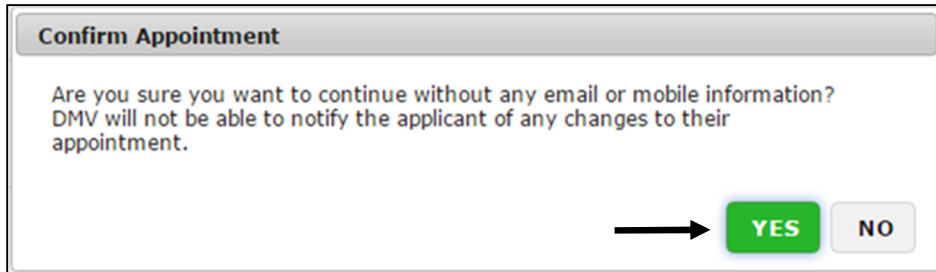 Confirm Appointment
Are you sure you want to continue without any email or mobile information?
DMV will not be able to notify the applicant of any changes to their
appointment.
YES NO